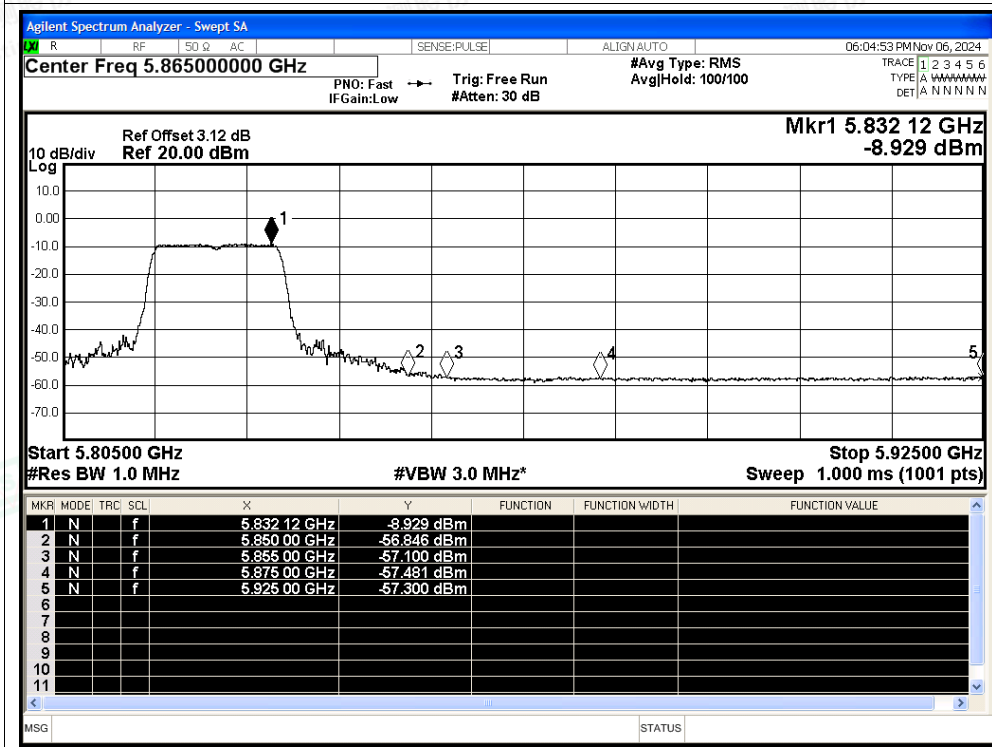 Agilent Spectrum Analyzer - Swept SA
LXI R RF 50 Ω AC SENSE:PULSE ALIGN AUTO 06:04:53 PM Nov 06, 2024
Center Freq 5.865000000 GHz
PNO: Fast
IFGain:Low
Trig: Free Run
#Atten: 30 dB
#Avg Type: RMS
Avg|Hold: 100/100
TRACE 1 2 3 4 5 6
TYPE A WWWWW
DET A N N N N N
Mkr1 5.832 12 GHz
-8.929 dBm
Ref Offset 3.12 dB
10 dB/div Ref 20.00 dBm
Log
10.0
0.00
-10.0
-20.0
-30.0
-40.0
-50.0
-60.0
-70.0
1
2
3
4
5
Start 5.80500 GHz Stop 5.92500 GHz
#Res BW 1.0 MHz #VBW 3.0 MHz* Sweep 1.000 ms (1001 pts)
MKR MODE TRC SCL X Y FUNCTION FUNCTION WIDTH FUNCTION VALUE
1 N f 5.832 12 GHz -8.929 dBm
2 N f 5.850 00 GHz -56.846 dBm
3 N f 5.855 00 GHz -57.100 dBm
4 N f 5.875 00 GHz -57.481 dBm
5 N f 5.925 00 GHz -57.300 dBm
6
7
8
9
10
11
MSG STATUS